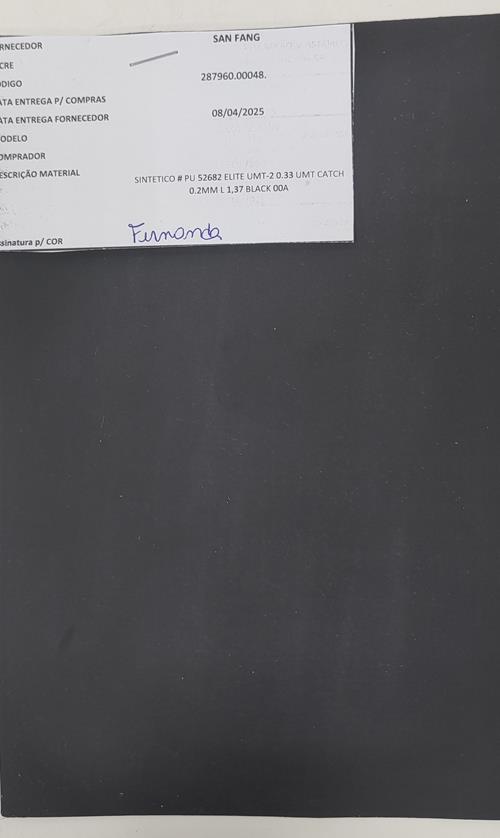 RNECEDOR SAN FANG
CRE
ÓDIGO 287960.00048.
ATA ENTREGA P/ COMPRAS
ATA ENTREGA FORNECEDOR 08/04/2025
ODELO
OMPRADOR
ESCRIÇÃO MATERIAL SINTETICO # PU 52682 ELITE UMT-2 0.33 UMT CATCH
0.2MM L 1,37 BLACK 00A
sinatura p/ COR Fernanda